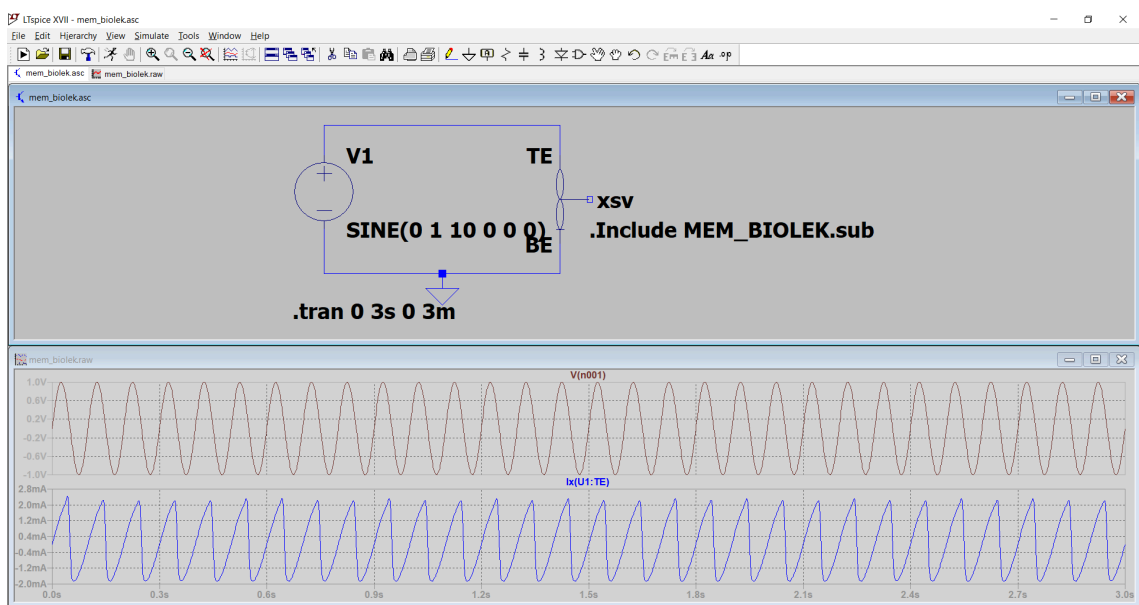 LTspice XVII - mem_biolek.asc
File Edit Hierarchy View Simulate Tools Window Help
mem_biolek.asc mem_biolek.raw
mem_biolek.asc
V1
TE
xsv
SINE(0 1 10 0 0 0)
.Include MEM_BIOLEK.sub
BE
.tran 0 3s 0 3m
mem_biolek.raw
V(n001)
1.0V
0.6V
0.2V
-0.2V
-0.6V
-1.0V
Ix(U1:TE)
2.8mA
2.0mA
1.2mA
0.4mA
-0.4mA
-1.2mA
-2.0mA
0.0s 0.3s 0.6s 0.9s 1.2s 1.5s 1.8s 2.1s 2.4s 2.7s 3.0s